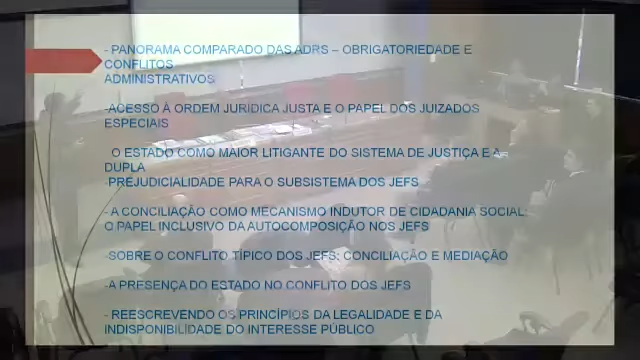 - PANORAMA COMPARADO DAS ADRS – OBRIGATORIEDADE E
CONFLITOS
ADMINISTRATIVOS
-ACESSO À ORDEM JURÍDICA JUSTA E O PAPEL DOS JUIZADOS
ESPECIAIS
O ESTADO COMO MAIOR LITIGANTE DO SISTEMA DE JUSTIÇA E A
DUPLA
-PREJUDICIALIDADE PARA O SUBSISTEMA DOS JEFS
- A CONCILIAÇÃO COMO MECANISMO INDUTOR DE CIDADANIA SOCIAL:
O PAPEL INCLUSIVO DA AUTOCOMPOSIÇÃO NOS JEFS
-SOBRE O CONFLITO TÍPICO DOS JEFS: CONCILIAÇÃO E MEDIAÇÃO
-A PRESENÇA DO ESTADO NO CONFLITO DOS JEFS
- REESCREVENDO OS PRINCÍPIOS DA LEGALIDADE E DA
INDISPONIBILIDADE DO INTERESSE PÚBLICO